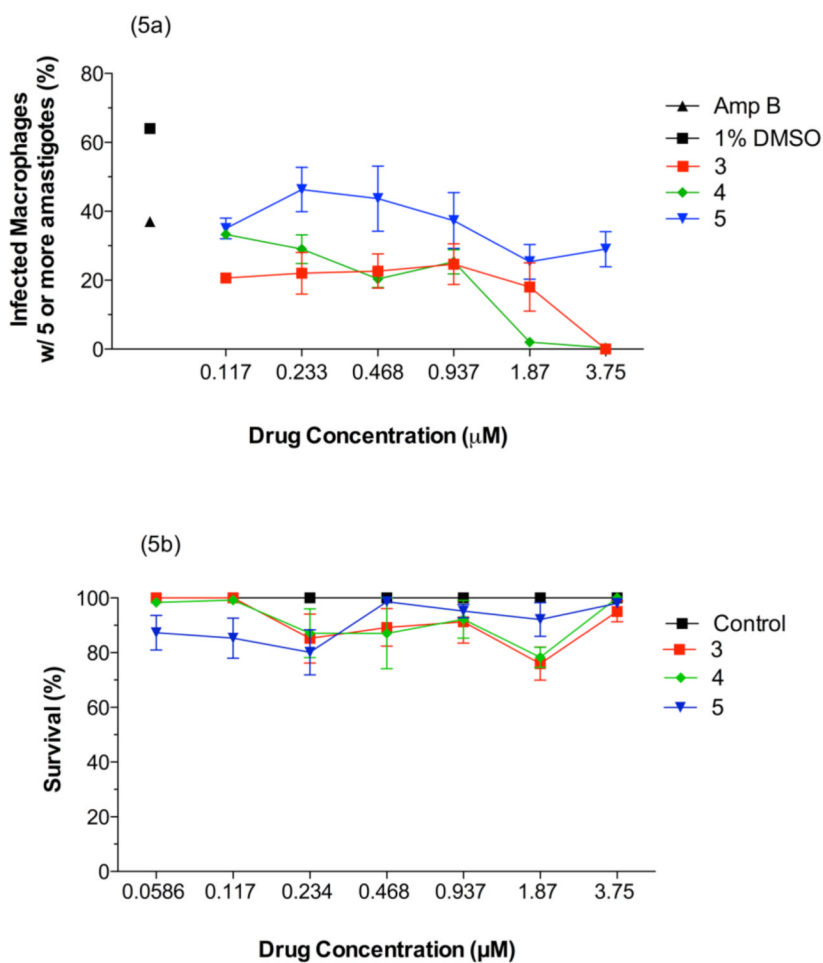 (5a)
80
60
40
20
0
Infected Macrophages
w/ 5 or more amastigotes (%)
0.117 0.233 0.468 0.937 1.87 3.75
Drug Concentration (μM)
Amp B
1% DMSO
3
4
5
(5b)
100
80
60
40
20
0
Survival (%)
0.0586 0.117 0.234 0.468 0.937 1.87 3.75
Drug Concentration (µM)
Control
3
4
5